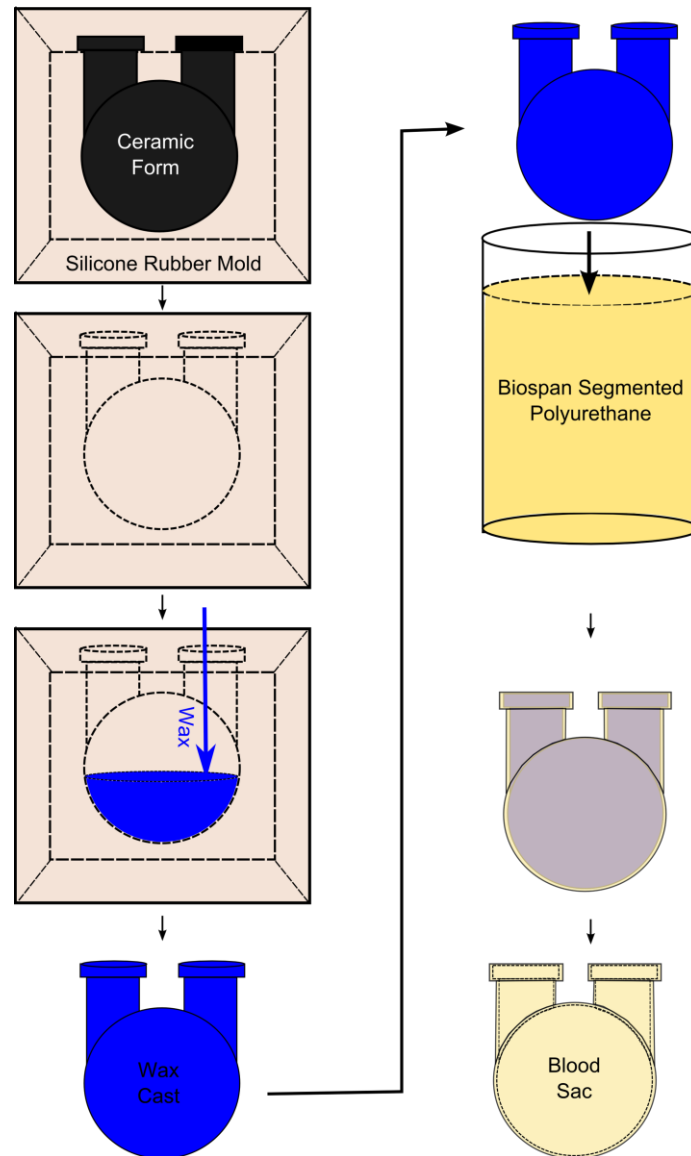 Ceramic
Form
Silicone Rubber Mold
Wax
Wax
Cast
Biospan Segmented
Polyurethane
Blood
Sac